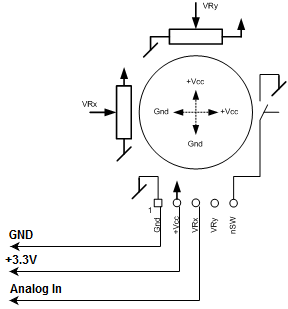 VRy
VRx
+Vcc
Gnd
+Vcc
Gnd
1
Gnd
+Vcc
VRx
VRy
nSW
GND
+3.3V
Analog In